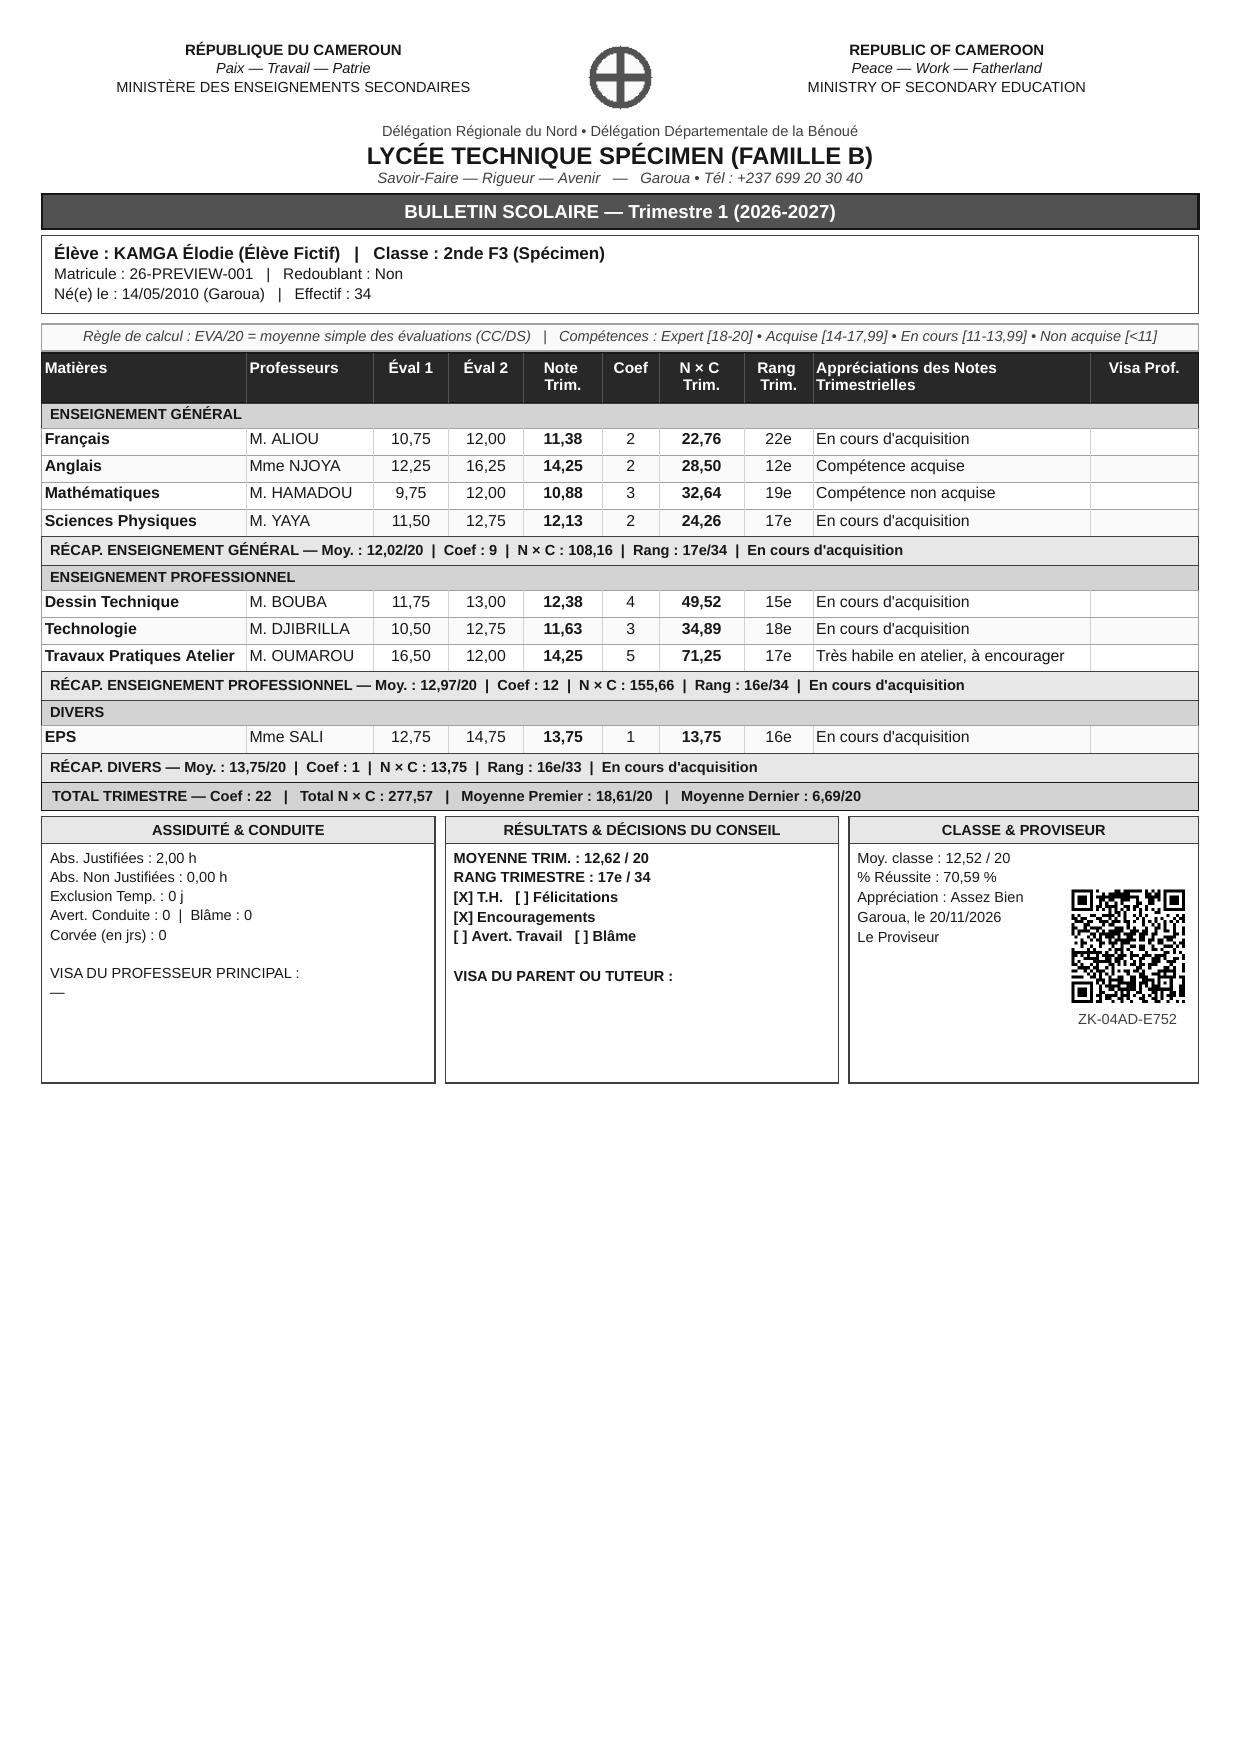 RÉPUBLIQUE DU CAMEROUN
Paix — Travail — Patrie
MINISTÈRE DES ENSEIGNEMENTS SECONDAIRES
REPUBLIC OF CAMEROON
Peace — Work — Fatherland
MINISTRY OF SECONDARY EDUCATION
Délégation Régionale du Nord • Délégation Départementale de la Bénoué
LYCÉE TECHNIQUE SPÉCIMEN (FAMILLE B)
Savoir-Faire — Rigueur — Avenir — Garoua • Tél : +237 699 20 30 40
BULLETIN SCOLAIRE — Trimestre 1 (2026-2027)
Élève : KAMGA Élodie (Élève Fictif) | Classe : 2nde F3 (Spécimen)
Matricule : 26-PREVIEW-001 | Redoublant : Non
Né(e) le : 14/05/2010 (Garoua) | Effectif : 34
Règle de calcul : EVA/20 = moyenne simple des évaluations (CC/DS) | Compétences : Expert [18-20] • Acquise [14-17,99] • En cours [11-13,99] • Non acquise [<11]
Matières Professeurs Éval 1 Éval 2 Note Trim. Coef N × C Trim. Rang Trim. Appréciations des Notes Trimestrielles Visa Prof.
ENSEIGNEMENT GÉNÉRAL
Français M. ALIOU 10,75 12,00 11,38 2 22,76 22e En cours d'acquisition
Anglais Mme NJOYA 12,25 16,25 14,25 2 28,50 12e Compétence acquise
Mathématiques M. HAMADOU 9,75 12,00 10,88 3 32,64 19e Compétence non acquise
Sciences Physiques M. YAYA 11,50 12,75 12,13 2 24,26 17e En cours d'acquisition
RÉCAP. ENSEIGNEMENT GÉNÉRAL — Moy. : 12,02/20 | Coef : 9 | N × C : 108,16 | Rang : 17e/34 | En cours d'acquisition
ENSEIGNEMENT PROFESSIONNEL
Dessin Technique M. BOUBA 11,75 13,00 12,38 4 49,52 15e En cours d'acquisition
Technologie M. DJIBRILLA 10,50 12,75 11,63 3 34,89 18e En cours d'acquisition
Travaux Pratiques Atelier M. OUMAROU 16,50 12,00 14,25 5 71,25 17e Très habile en atelier, à encourager
RÉCAP. ENSEIGNEMENT PROFESSIONNEL — Moy. : 12,97/20 | Coef : 12 | N × C : 155,66 | Rang : 16e/34 | En cours d'acquisition
DIVERS
EPS Mme SALI 12,75 14,75 13,75 1 13,75 16e En cours d'acquisition
RÉCAP. DIVERS — Moy. : 13,75/20 | Coef : 1 | N × C : 13,75 | Rang : 16e/33 | En cours d'acquisition
TOTAL TRIMESTRE — Coef : 22 | Total N × C : 277,57 | Moyenne Premier : 18,61/20 | Moyenne Dernier : 6,69/20
ASSIDUITÉ & CONDUITE
Abs. Justifiées : 2,00 h
Abs. Non Justifiées : 0,00 h
Exclusion Temp. : 0 j
Avert. Conduite : 0 | Blâme : 0
Corvée (en jrs) : 0
VISA DU PROFESSEUR PRINCIPAL :
—
RÉSULTATS & DÉCISIONS DU CONSEIL
MOYENNE TRIM. : 12,62 / 20
RANG TRIMESTRE : 17e / 34
[X] T.H. [ ] Félicitations
[X] Encouragements
[ ] Avert. Travail [ ] Blâme
VISA DU PARENT OU TUTEUR :
CLASSE & PROVISEUR
Moy. classe : 12,52 / 20
% Réussite : 70,59 %
Appréciation : Assez Bien
Garoua, le 20/11/2026
Le Proviseur
ZK-04AD-E752